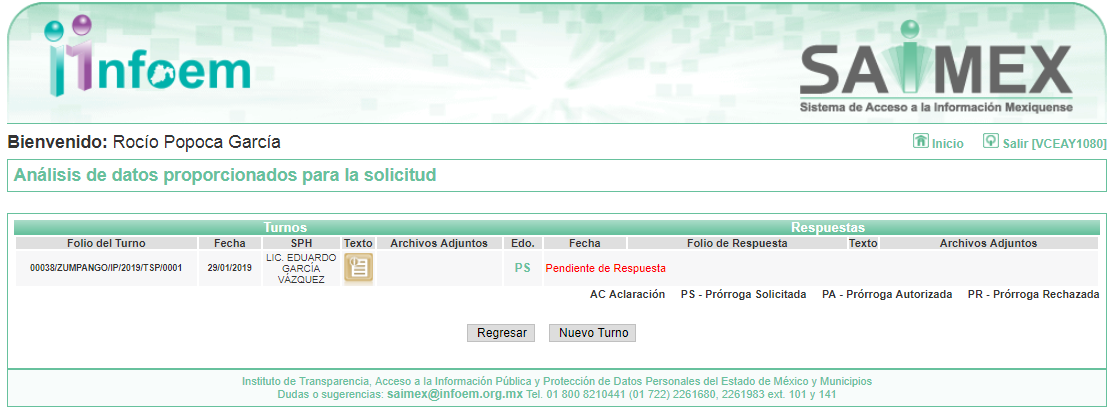 infoem
SAIMEX
Sistema de Acceso a la Información Mexiquense
Bienvenido: Rocío Popoca García
Inicio Salir [VCEAY1080]
Análisis de datos proporcionados para la solicitud
Turnos Respuestas
Folio del Turno Fecha SPH Texto Archivos Adjuntos Edo. Fecha Folio de Respuesta Texto Archivos Adjuntos
00038/ZUMPANGO/IP/2019/TSP/0001 29/01/2019 LIC. EDUARDO GARCÍA VÁZQUEZ PS Pendiente de Respuesta
AC Aclaración PS - Prórroga Solicitada PA - Prórroga Autorizada PR - Prórroga Rechazada
Regresar Nuevo Turno
Instituto de Transparencia, Acceso a la Información Pública y Protección de Datos Personales del Estado de México y Municipios
Dudas o sugerencias: saimex@infoem.org.mx Tel. 01 800 8210441 (01 722) 2261680, 2261983 ext. 101 y 141